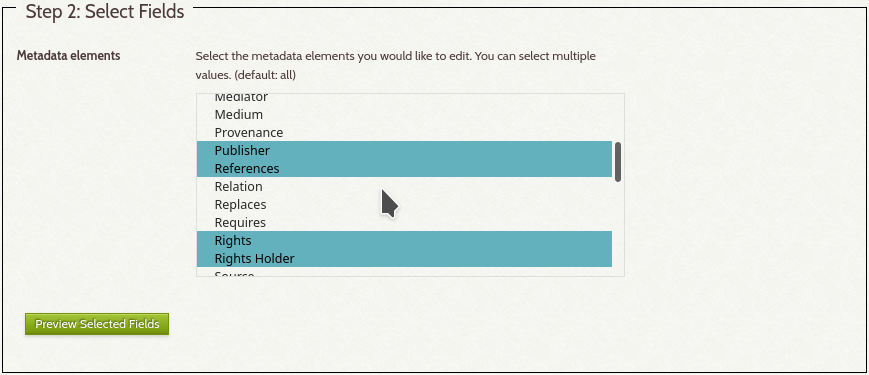 Step 2: Select Fields
Metadata elements
Select the metadata elements you would like to edit. You can select multiple
values. (default: all)
Mediator
Medium
Provenance
Publisher
References
Relation
Replaces
Requires
Rights
Rights Holder
Source
Preview Selected Fields